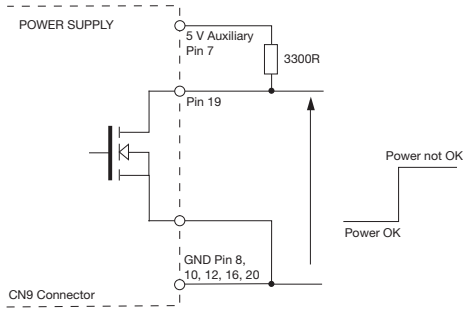 POWER SUPPLY
5 V Auxiliary
Pin 7
3300R
Pin 19
Power not OK
Power OK
GND Pin 8,
10, 12, 16, 20
CN9 Connector